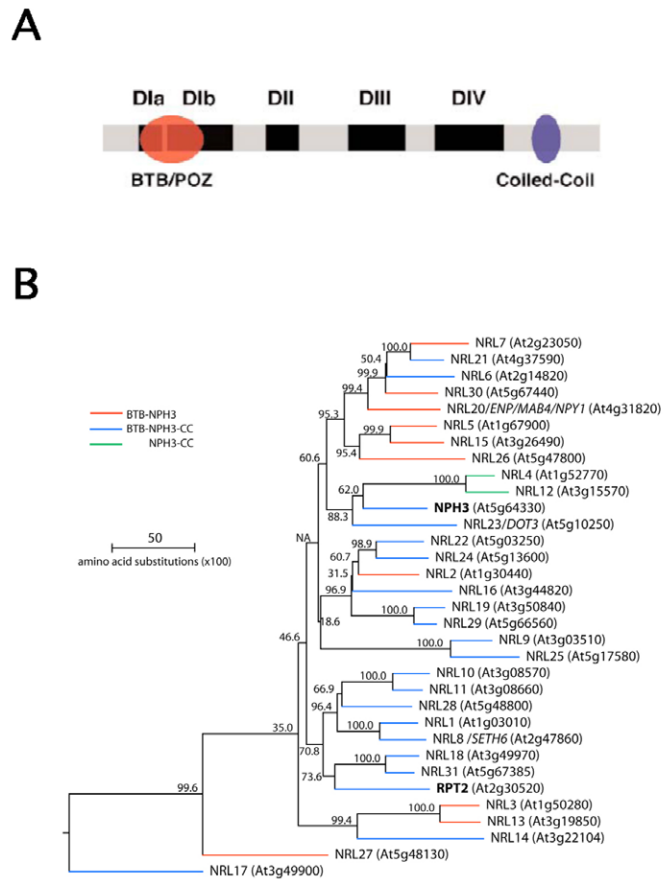 A
DIa DIb DII DIII DIV
BTB/POZ Coiled-Coil
B
BTB-NPH3
BTB-NPH3-CC
NPH3-CC
50
amino acid substitutions (x100)
100.0 NRL7 (At2g23050)
50.4 NRL21 (At4g37590)
99.9 NRL6 (At2g14820)
99.4 NRL30 (At5g67440)
NRL20/ENP/MAB4/NPY1 (At4g31820)
95.3 NRL5 (At1g67900)
99.9 NRL15 (At3g26490)
95.4 NRL26 (At5g47800)
60.6 NRL4 (At1g52770)
100.0 NRL12 (At3g15570)
62.0 NPH3 (At5g64330)
88.3 NRL23/DOT3 (At5g10250)
NA NRL22 (At5g03250)
98.9 NRL24 (At5g13600)
60.7 NRL2 (At1g30440)
31.5 NRL16 (At3g44820)
96.9 NRL19 (At3g50840)
100.0 NRL29 (At5g66560)
18.6 NRL9 (At3g03510)
100.0 NRL25 (At5g17580)
46.6 NRL10 (At3g08570)
100.0 NRL11 (At3g08660)
66.9 NRL28 (At5g48800)
96.4 NRL1 (At1g03010)
100.0 NRL8 /SETH6 (At2g47860)
35.0 70.8 NRL18 (At3g49970)
100.0 NRL31 (At5g67385)
73.6 RPT2 (At2g30520)
99.6 NRL3 (At1g50280)
100.0 NRL13 (At3g19850)
99.4 NRL14 (At3g22104)
NRL27 (At5g48130)
NRL17 (At3g49900)